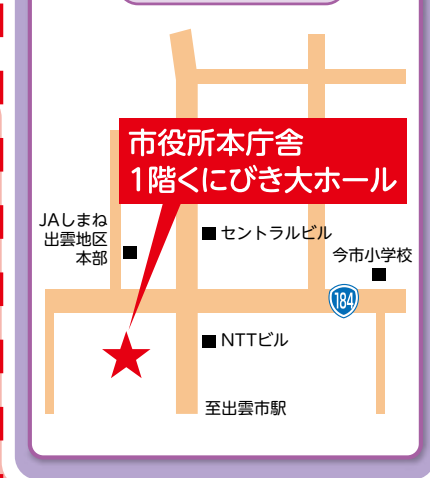 市役所本庁舎
1階くにびき大ホール
JAしまね
出雲地区
本部
セントラルビル
今市小学校
184
NTTビル
至出雲市駅